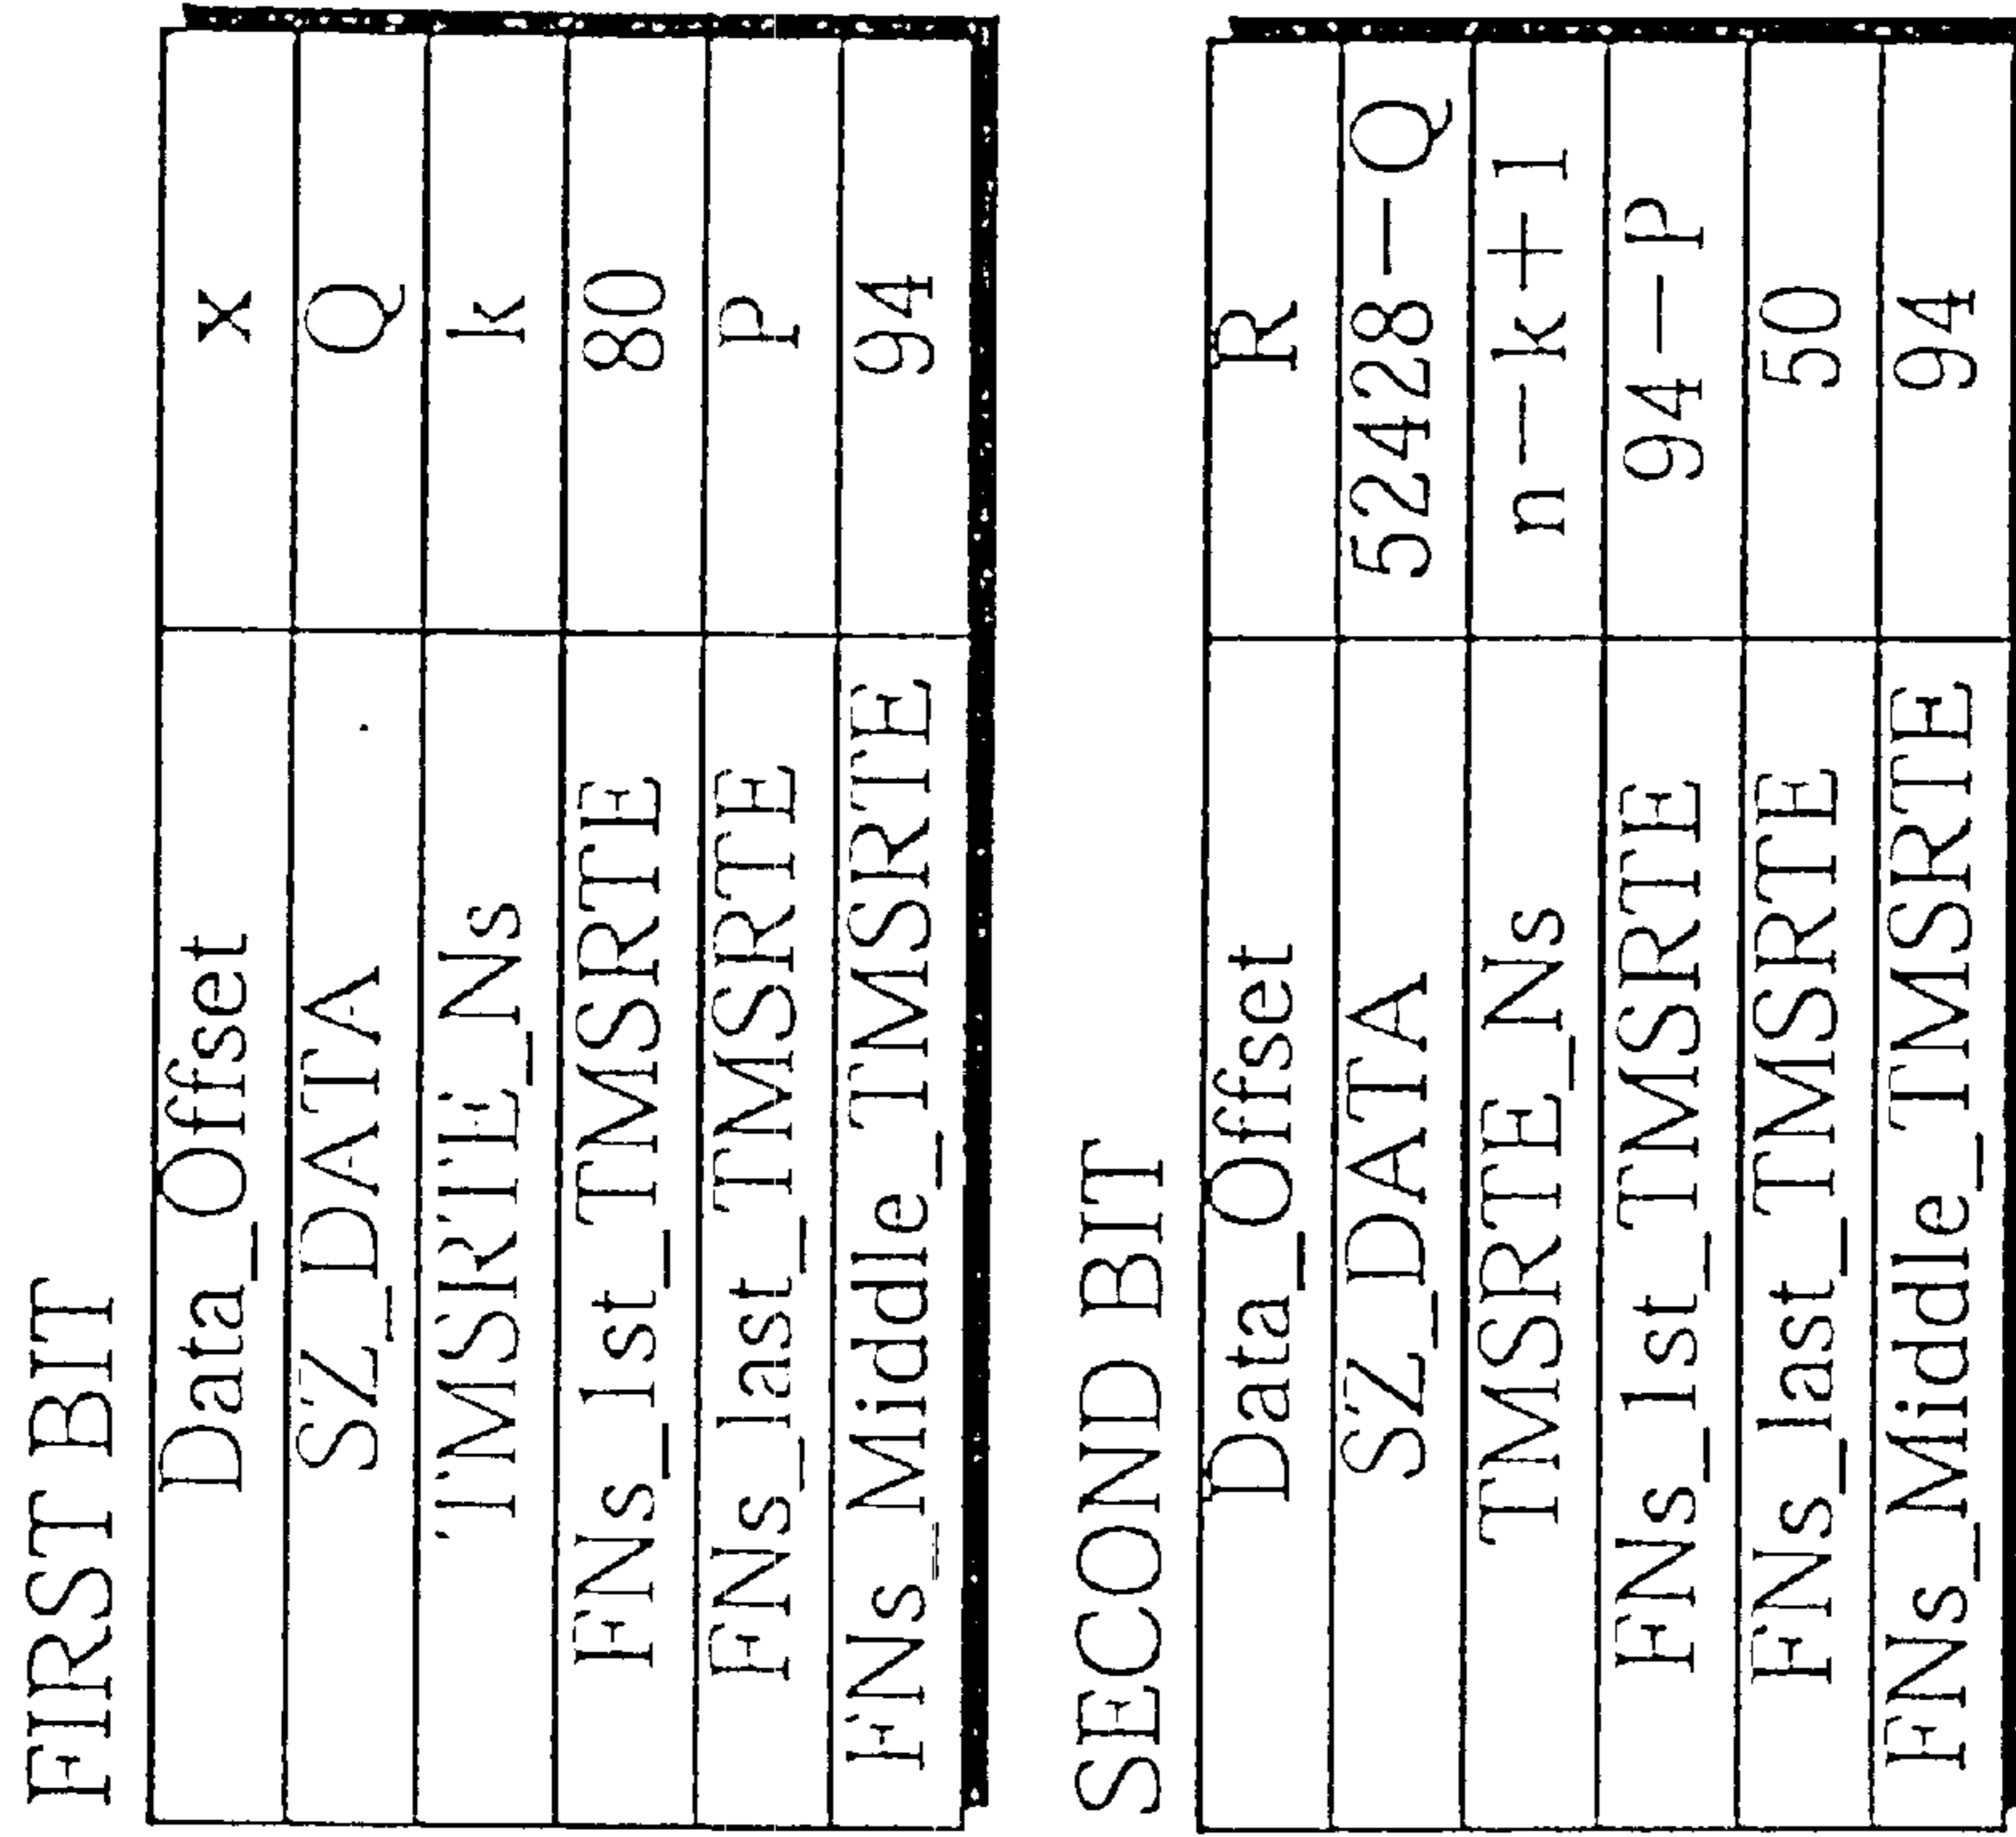 FIRST BIT
Data_Offset x
SZ_DATA Q
TMSRTE_Ns k
FNs_1st_TMSRTE 80
FNs_last_TMSRTE P
FNs_Middle_TMSRTE 94
SECOND BIT
Data_Offset R
SZ_DATA 52428-Q
TMSRTE_Ns n-k+1
FNs_1st_TMSRTE 94-P
FNs_last_TMSRTE 50
FNs_Middle_TMSRTE 94